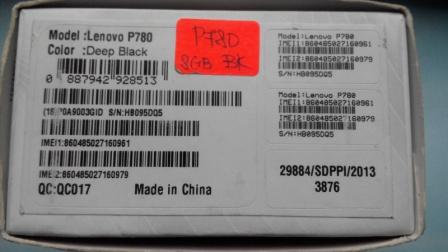 Model :Lenovo P780
Color :Deep Black
0 887942 928513
P780
8GB BK
A9003GID S/N:HB095DQ5
IMEI1:860485027160961
IMEI2:860485027160979
QC:QC017 Made in China
Model:Lenovo P780
IMEI1:860485027160961
IMEI2:860485027160979
S/N:HB095DQ5
Model:Lenovo P780
IMEI1:860485027160961
IMEI2:860485027160979
S/N:HB095DQ5
29884/SDPPI/2013
3876